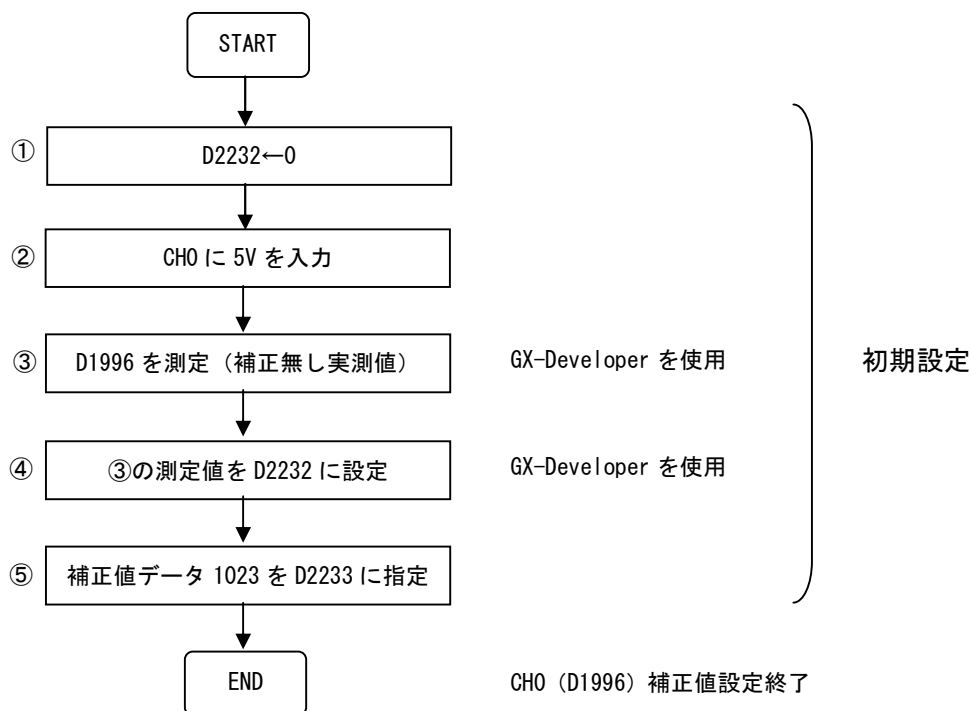 START
① D2232←0
② CH0 に 5V を入力
③ D1996 を測定（補正無し実測値） GX-Developer を使用
初期設定
④ ③の測定値を D2232 に設定 GX-Developer を使用
⑤ 補正値データ 1023 を D2233 に指定
END CH0（D1996）補正値設定終了